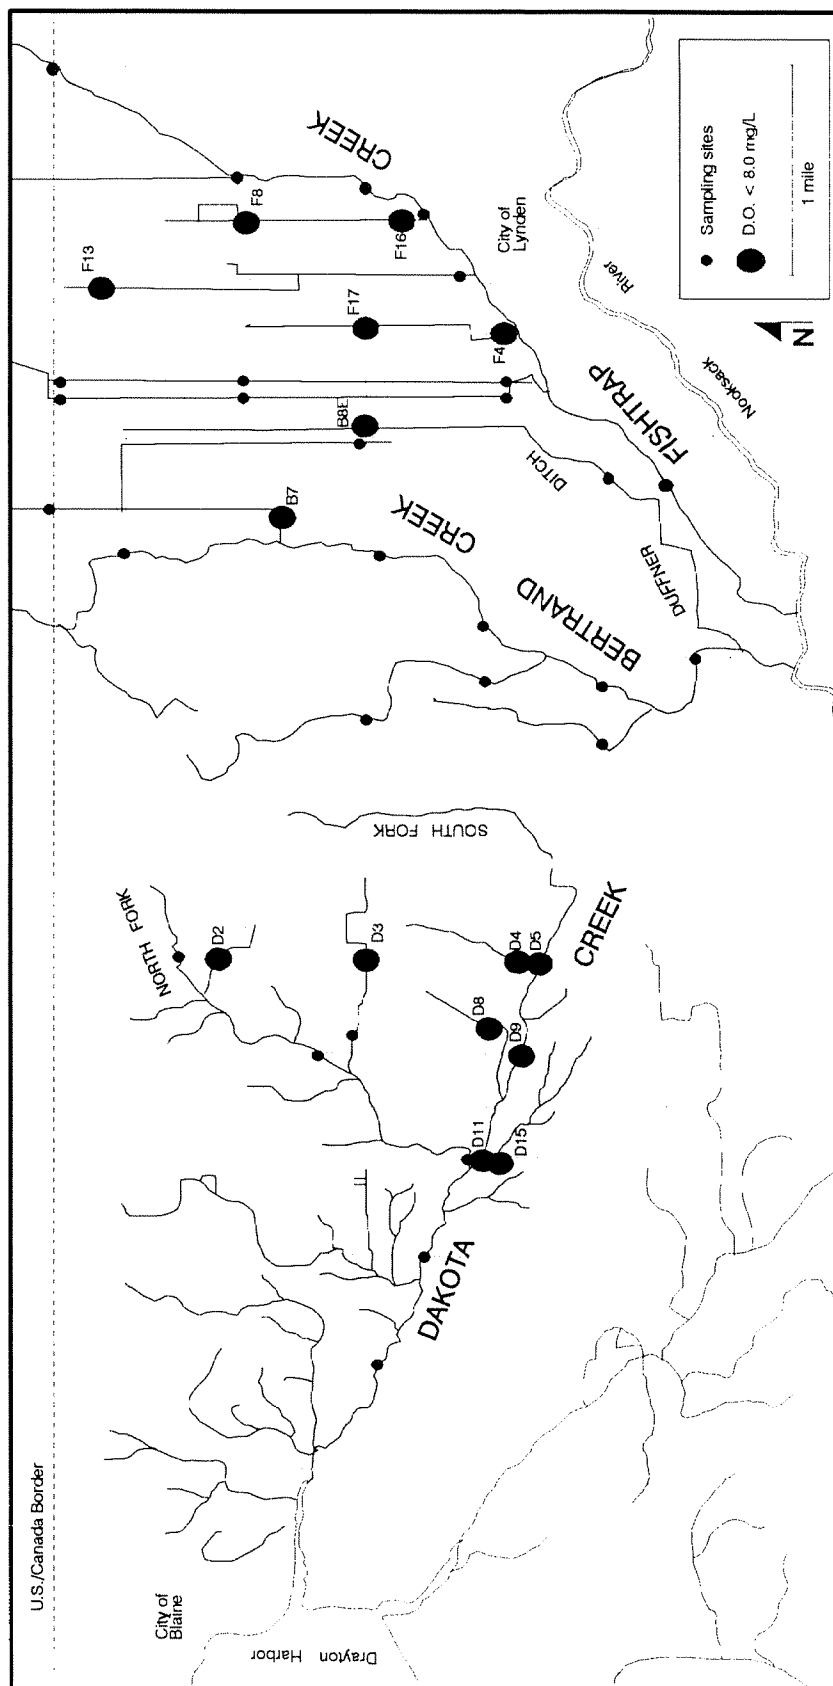 U.S./Canada Border
City of
Blaine
Drayton Harbor
DAKOTA
CREEK
NORTH FORK
SOUTH FORK
D2
D3
D4
D5
D8
D9
D11
D15
BERTRAND
CREEK
B7
DUFFNER
DITCH
FISHTRAP
CREEK
F13
F8
F16
F17
F4
City of
Lynden
Nooksack
River
N
Sampling sites
D.O. < 8.0 mg/L
1 mile